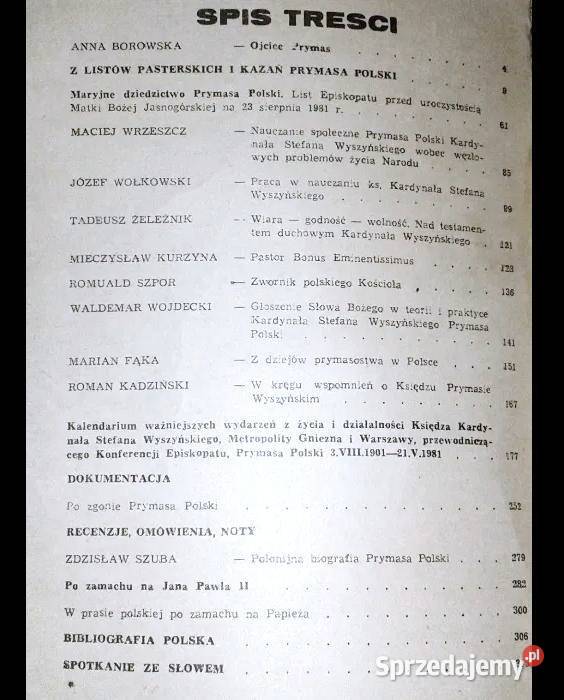 SPIS TRESCI
ANNA BOROWSKA — Ojciec Prymas . . . . 4
Z LISTÓW PASTERSKICH I KAZAŃ PRYMASA POLSKI . . . . 9
Maryjne dziedzictwo Prymasa Polski. List Episkopatu przed uroczystością
Matki Bożej Jasnogórskiej na 23 sierpnia 1981 r. . . . . . 61
MACIEJ WRZESZCZ — Nauczanie społeczne Prymasa Polski Kardy-
nała Stefana Wyszyńskiego wobec węzło-
wych problemów życia Narodu . . . 85
JÓZEF WOŁKOWSKI — Praca w nauczaniu ks. Kardynała Stefana
Wyszyńskiego . . . . . . 99
TADEUSZ ŻELEŹNIK — Wiara — godność — wolność. Nad testamen-
tem duchowym Kardynała Wyszyńskiego . 121
MIECZYSŁAW KURZYNA — Pastor Bonus Eminentissimus . . . . 123
ROMUALD SZPOR — Zwornik polskiego Kościoła . . . . 136
WALDEMAR WOJDECKI — Głoszenie Słowa Bożego w teorii i praktyce
Kardynała Stefana Wyszyńskiego Prymasa
Polski . . . . . . . 141
MARIAN FĄKA — Z dziejów prymasostwa w Polsce . . . 151
ROMAN KADZIŃSKI — W kręgu wspomnień o Księdzu Prymasie
Wyszyńskim . . . . . . 167
Kalendarium ważniejszych wydarzeń z życia i działalności Księdza Kardy-
nała Stefana Wyszyńskiego, Metropolity Gniezna i Warszawy, przewodniczą-
cego Konferencji Episkopatu, Prymasa Polski 3.VIII.1901—21.V.1981 . . . 177
DOKUMENTACJA
Po zgonie Prymasa Polski . . . . . . . 252
RECENZJE, OMÓWIENIA, NOTY
ZDZISŁAW SZUBA — Polonijna biografia Prymasa Polski . . . 279
Po zamachu na Jana Pawła II . . . . . . . 282
W prasie polskiej po zamachu na Papieża . . . . . . 300
BIBLIOGRAFIA POLSKA . . . . . . . 306
SPOTKANIE ZE SŁOWEM . . . . . . .
Sprzedajemy.pl